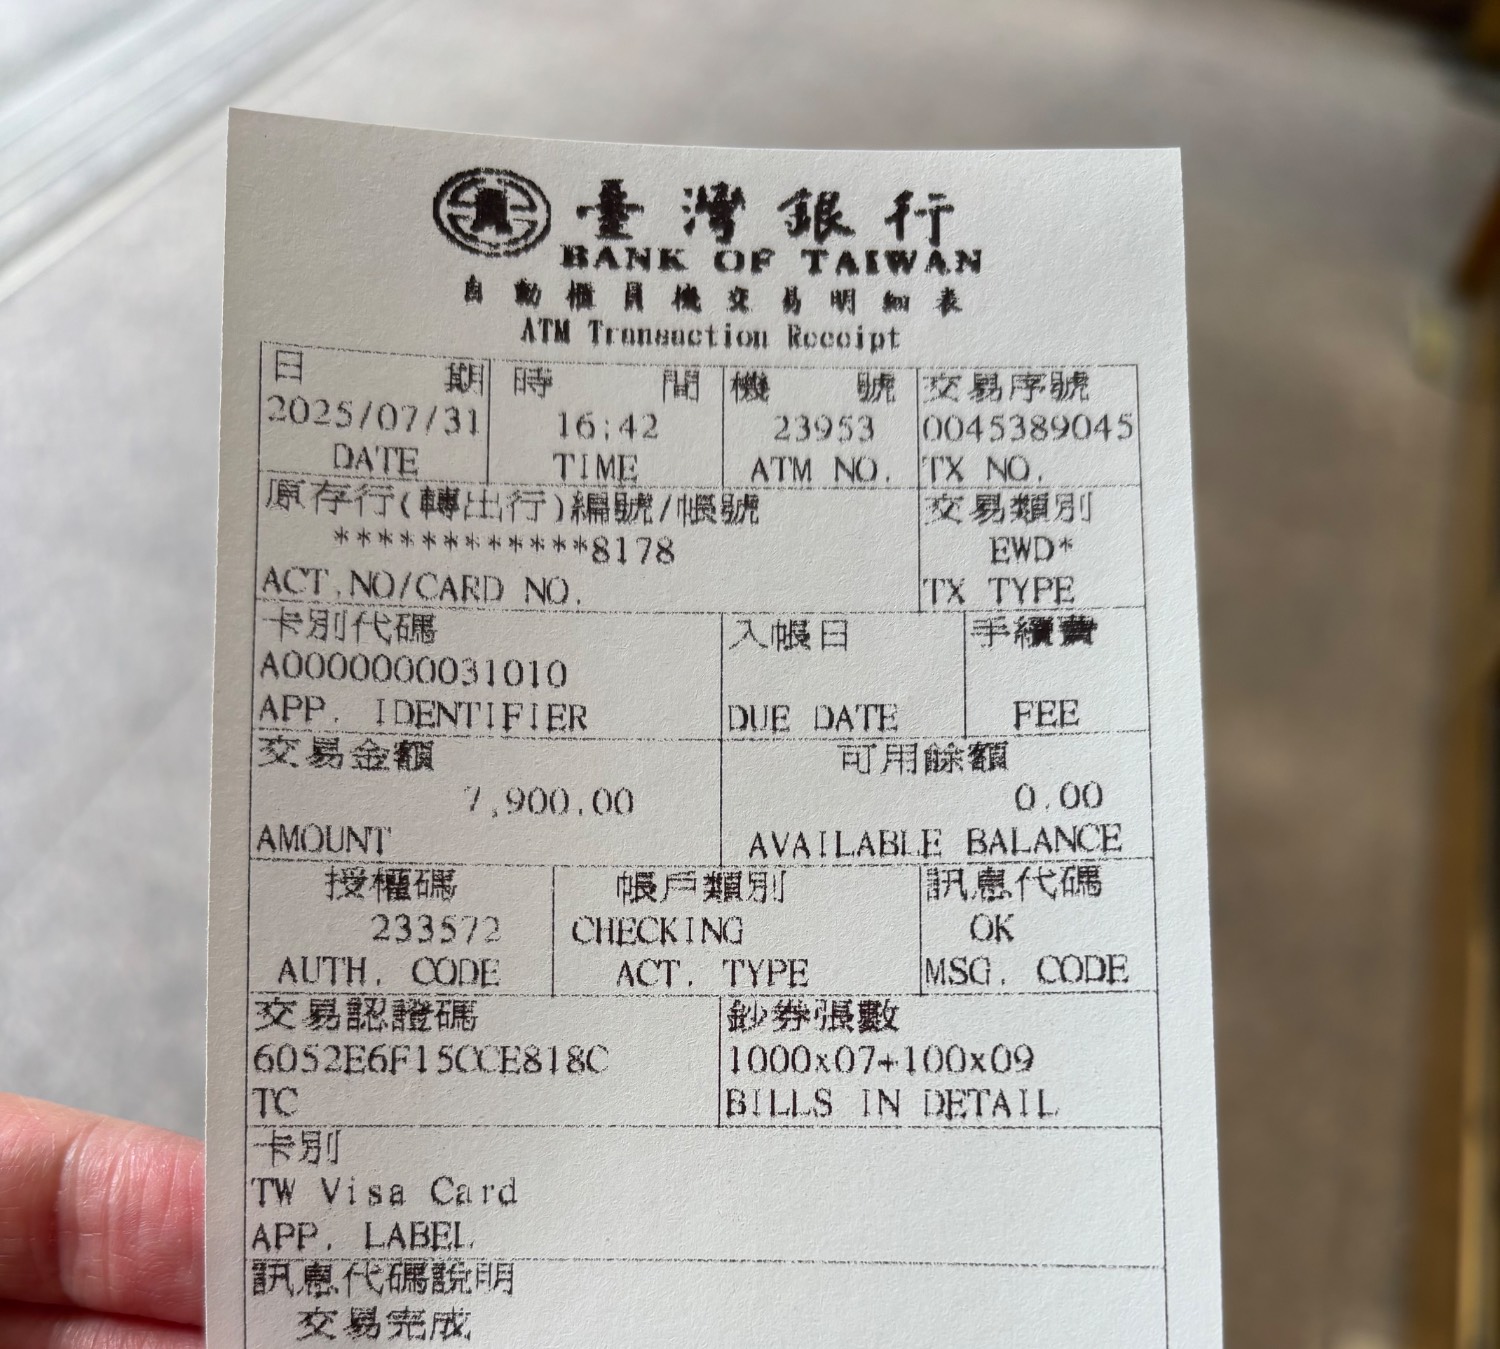 臺灣銀行
BANK OF TAIWAN
自動櫃員機交易明細表
ATM Transaction Receipt
日期 時間 機號 交易序號
2025/07/31 16:42 23953 0045389045
DATE TIME ATM NO. TX NO.
原存行(轉出行)編號/帳號 交易類別
************8178 EWD*
ACT.NO/CARD NO. TX TYPE
卡別代碼 入帳日 手續費
A0000000031010
APP. IDENTIFIER DUE DATE FEE
交易金額 可用餘額
7,900.00 0.00
AMOUNT AVAILABLE BALANCE
授權碼 帳戶類別 訊息代碼
233572 CHECKING OK
AUTH. CODE ACT. TYPE MSG. CODE
交易認證碼 鈔券張數
6052E6F15CCE818C 1000x07+100x09
TC BILLS IN DETAIL
卡別
TW Visa Card
APP. LABEL
訊息代碼說明
交易完成